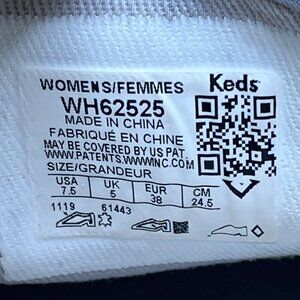 WOMENS/FEMMES
Keds
WH62525
MADE IN CHINA
FABRIQUÉ EN CHINE
MAY BE COVERED BY US PAT.
WWW.PATENTS.WWWINC.COM
SIZE/GRANDEUR
USA UK EUR CM
7.5 5 38 24.5
1119 61443